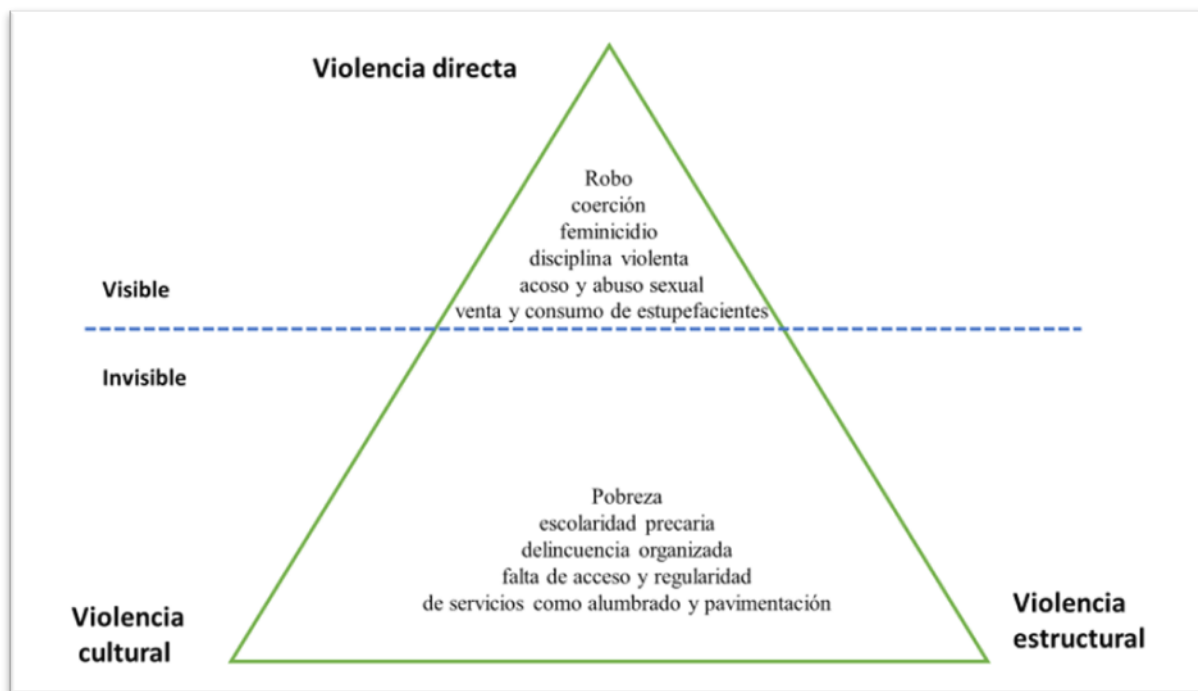 Violencia directa
Robo
coerción
feminicidio
disciplina violenta
acoso y abuso sexual
venta y consumo de estupefacientes
Visible
Invisible
Pobreza
escolaridad precaria
delincuencia organizada
falta de acceso y regularidad
de servicios como alumbrado y pavimentación
Violencia
cultural
Violencia
estructural